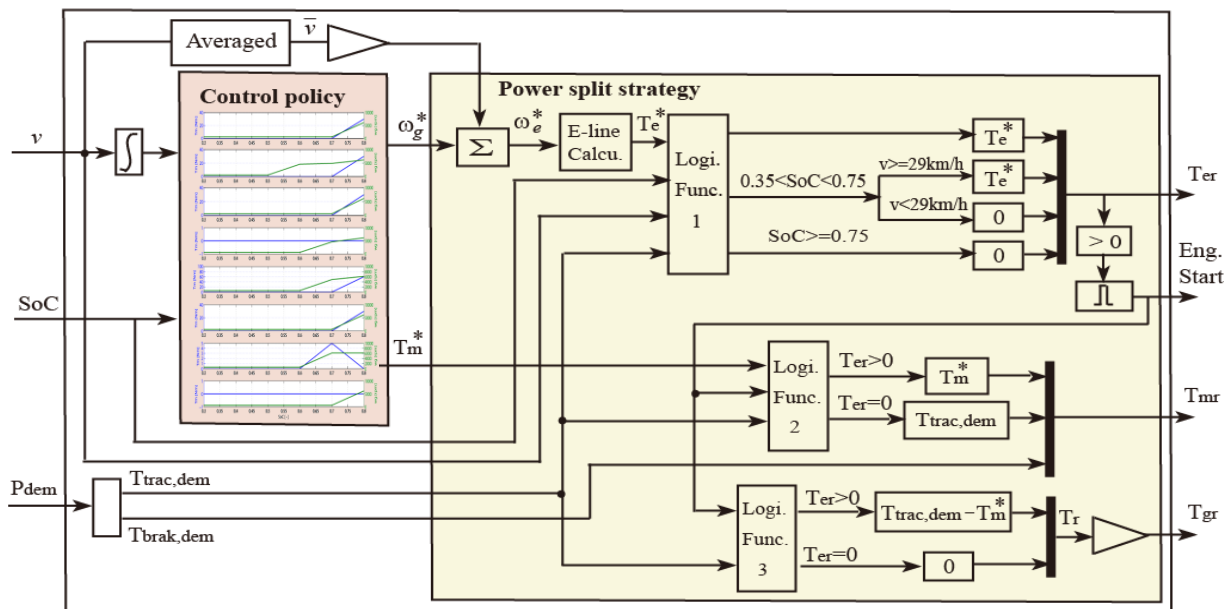 Averaged
v̄
Control policy
Power split strategy
v
∫
ωg*
Σ
ωe*
E-line
Calcu.
Te*
Logi.
Func.
1
Te*
0.35<SoC<0.75
v>=29km/h
Te*
v<29km/h
0
SoC>=0.75
0
Ter
> 0
Eng.
Start
SoC
Tm*
Logi.
Func.
2
Ter>0
Tm*
Ter=0
Ttrac,dem
Tmr
Pdem
Ttrac,dem
Tbrak,dem
Logi.
Func.
3
Ter>0
Ttrac,dem-Tm*
Ter=0
0
Tr
Tgr